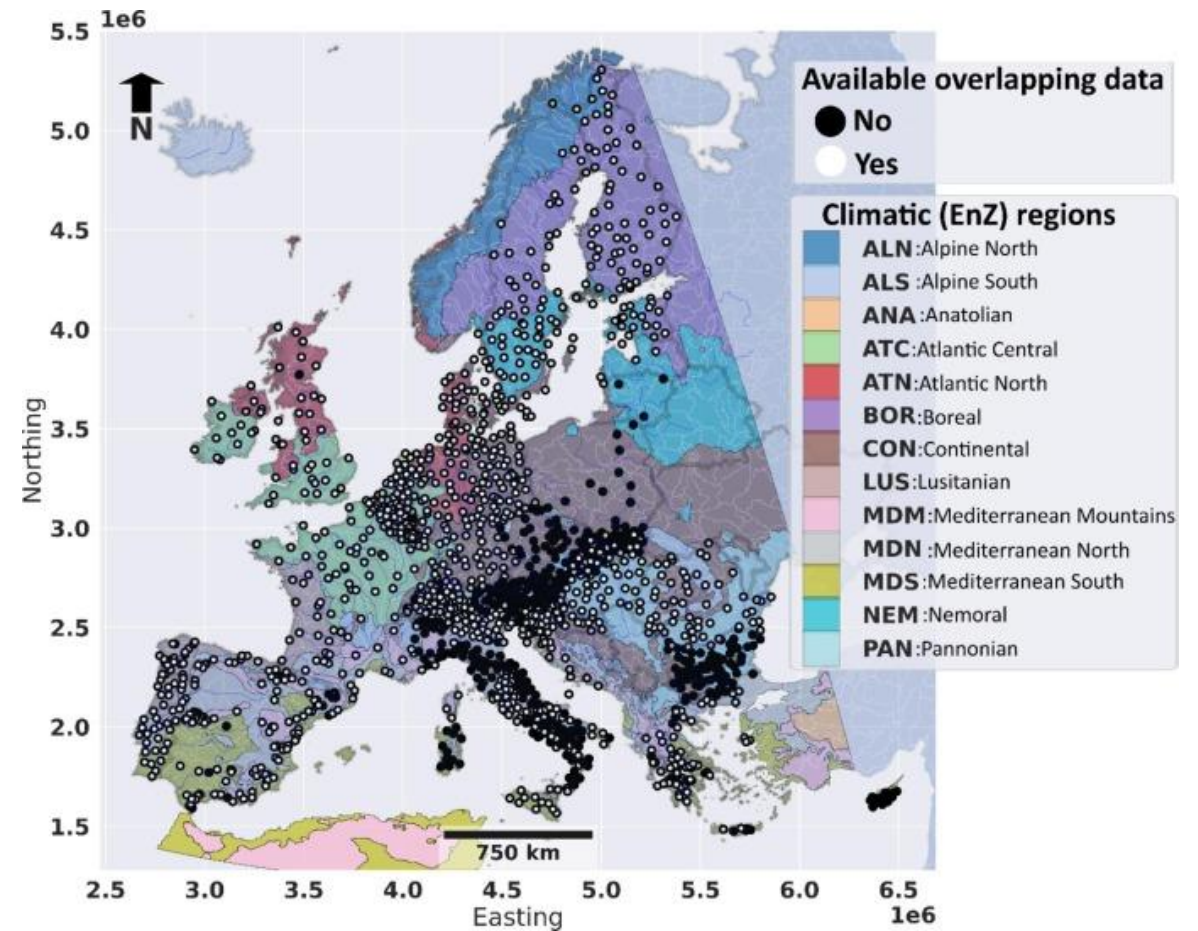 1e6
5.5
5.0
4.5
4.0
3.5
3.0
2.5
2.0
1.5
Northing
N
Available overlapping data
No
Yes
Climatic (EnZ) regions
ALN :Alpine North
ALS :Alpine South
ANA :Anatolian
ATC :Atlantic Central
ATN :Atlantic North
BOR :Boreal
CON :Continental
LUS :Lusitanian
MDM :Mediterranean Mountains
MDN :Mediterranean North
MDS :Mediterranean South
NEM :Nemoral
PAN :Pannonian
750 km
2.5 3.0 3.5 4.0 4.5 5.0 5.5 6.0 6.5
Easting
1e6